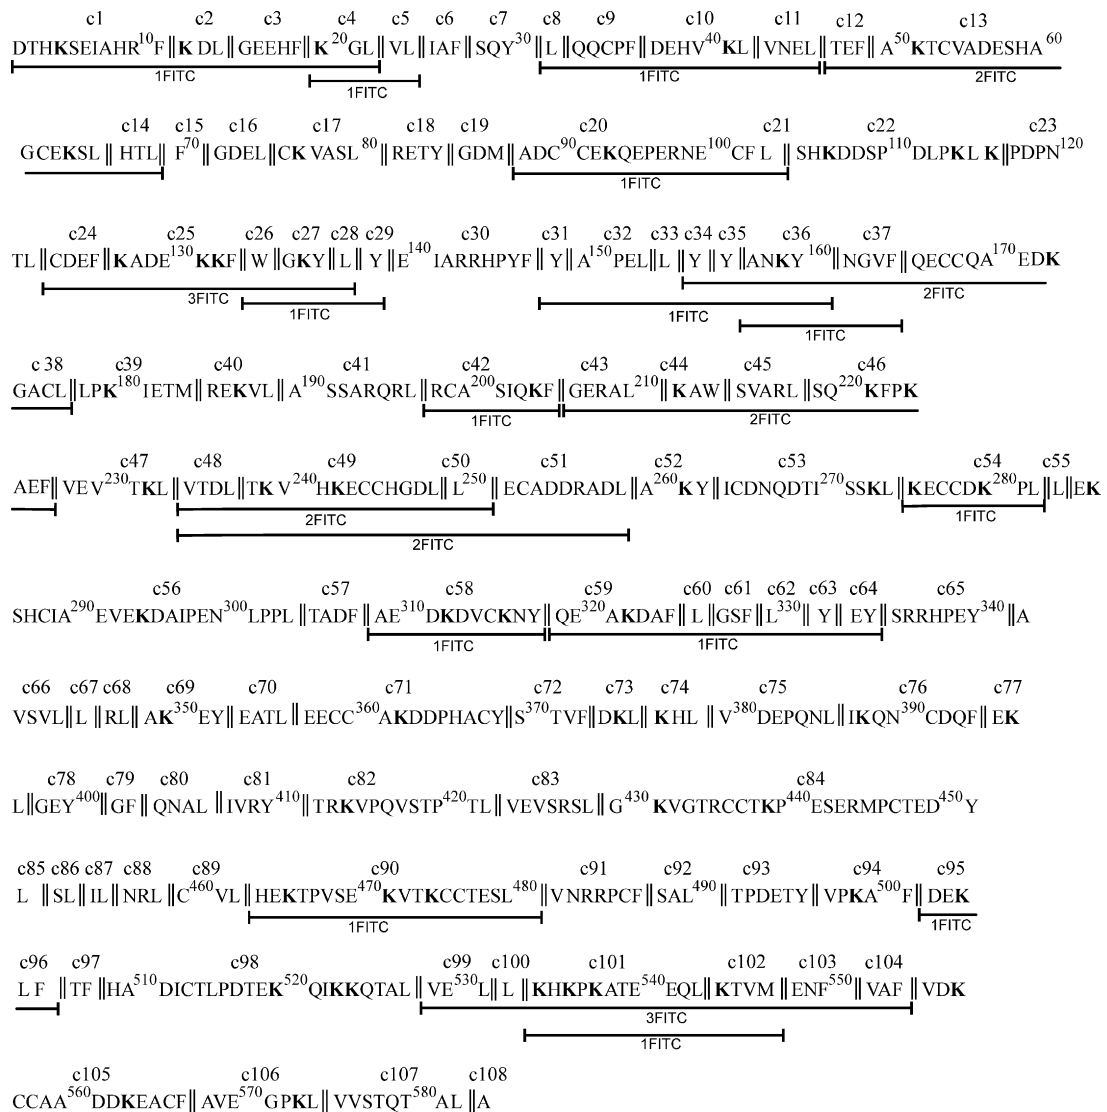 c1 c2 c3 c4 c5 c6 c7 c8 c9 c10 c11 c12 c13
DTHKSEIAHR10F||KDL||GEEHF||K20GL||VL||IAF||SQY30||L||QQCPF||DEHV40KL||VNEL||TEF||A50KTCVADESHA60
1FITC 1FITC 1FITC 2FITC
c14 c15 c16 c17 c18 c19 c20 c21 c22 c23
GCEKSL||HTL||F70||GDEL||CKVASL80||RETY||GDM||ADC90CEKQEPERNE100CFL||SHKDDSP110DLPKLK||PDPN120
1FITC
c24 c25 c26 c27 c28 c29 c30 c31 c32 c33 c34 c35 c36 c37
TL||CDEF||KADE130KKF||W||GKY||L||Y||E140IARRHPYF||Y||A150PEL||L||Y||Y||ANKY160||NGVF||QECCQA170EDK
3FITC 1FITC 1FITC 1FITC 2FITC
c38 c39 c40 c41 c42 c43 c44 c45 c46
GACL||LPK180IETM||REKVL||A190SSARQRL||RCA200SIQKF||GERAL210||KAW||SVARL||SQ220KFPK
1FITC 2FITC
c47 c48 c49 c50 c51 c52 c53 c54 c55
AEF||VEV230TKL||VTDL||TKV240HKECCHGDL||L250||ECADDRADL||A260KY||ICDNQDTI270SSKL||KECCDK280PL||L||EK
2FITC 2FITC 1FITC
c56 c57 c58 c59 c60 c61 c62 c63 c64 c65
SHCIA290EVEKDAIPEN300LPPL||TADF||AE310DKDVCKNY||QE320AKDAF||L||GSF||L330||Y||EY||SRRHPEY340||A
1FITC 1FITC
c66 c67 c68 c69 c70 c71 c72 c73 c74 c75 c76 c77
VSVL||L||RL||AK350EY||EATL||EECC360AKDDPHACY||S370TVF||DKL||KHL||V380DEPQNL||IKQN390CDQF||EK
c78 c79 c80 c81 c82 c83 c84
L||GEY400||GF||QNAL||IVRY410||TRKVPQVSTP420TL||VEVSRSL||G430KVGTRCCTKP440ESERMPCTED450Y
c85 c86 c87 c88 c89 c90 c91 c92 c93 c94 c95
L||SL||IL||NRL||C460VL||HEKTPVSE470KVTKCCTESL480||VNRRPCF||SAL490||TPDETY||VPKA500F||DEK
1FITC 1FITC
c96 c97 c98 c99 c100 c101 c102 c103 c104
LF||TF||HA510DICTLPDTEK520QIKKQTAL||VE530L||L||KHKPKATE540EQL||KTVM||ENF550||VAF||VDK
3FITC 1FITC
c105 c106 c107 c108
CCAA560DDKEACF||AVE570GPKL||VVSTQT580AL||A